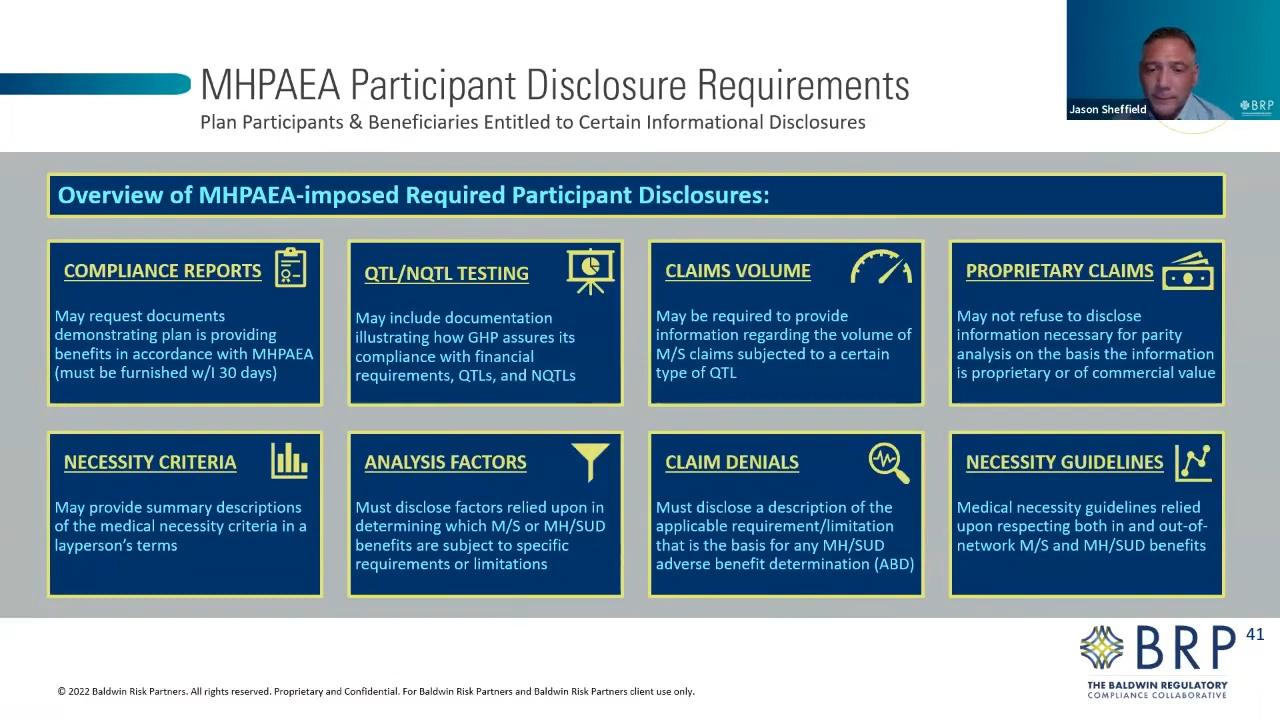 MHPAEA Participant Disclosure Requirements
Plan Participants & Beneficiaries Entitled to Certain Informational Disclosures
Jason Sheffield
BRP
Overview of MHPAEA-imposed Required Participant Disclosures:
COMPLIANCE REPORTS
May request documents
demonstrating plan is providing
benefits in accordance with MHPAEA
(must be furnished w/I 30 days)
QTL/NQTL TESTING
May include documentation
illustrating how GHP assures its
compliance with financial
requirements, QTLs, and NQTLs
CLAIMS VOLUME
May be required to provide
information regarding the volume of
M/S claims subjected to a certain
type of QTL
PROPRIETARY CLAIMS
May not refuse to disclose
information necessary for parity
analysis on the basis the information
is proprietary or of commercial value
NECESSITY CRITERIA
May provide summary descriptions
of the medical necessity criteria in a
layperson's terms
ANALYSIS FACTORS
Must disclose factors relied upon in
determining which M/S or MH/SUD
benefits are subject to specific
requirements or limitations
CLAIM DENIALS
Must disclose a description of the
applicable requirement/limitation
that is the basis for any MH/SUD
adverse benefit determination (ABD)
NECESSITY GUIDELINES
Medical necessity guidelines relied
upon respecting both in and out-of-
network M/S and MH/SUD benefits
BRP
THE BALDWIN REGULATORY
COMPLIANCE COLLABORATIVE
41
© 2022 Baldwin Risk Partners. All rights reserved. Proprietary and Confidential. For Baldwin Risk Partners and Baldwin Risk Partners client use only.